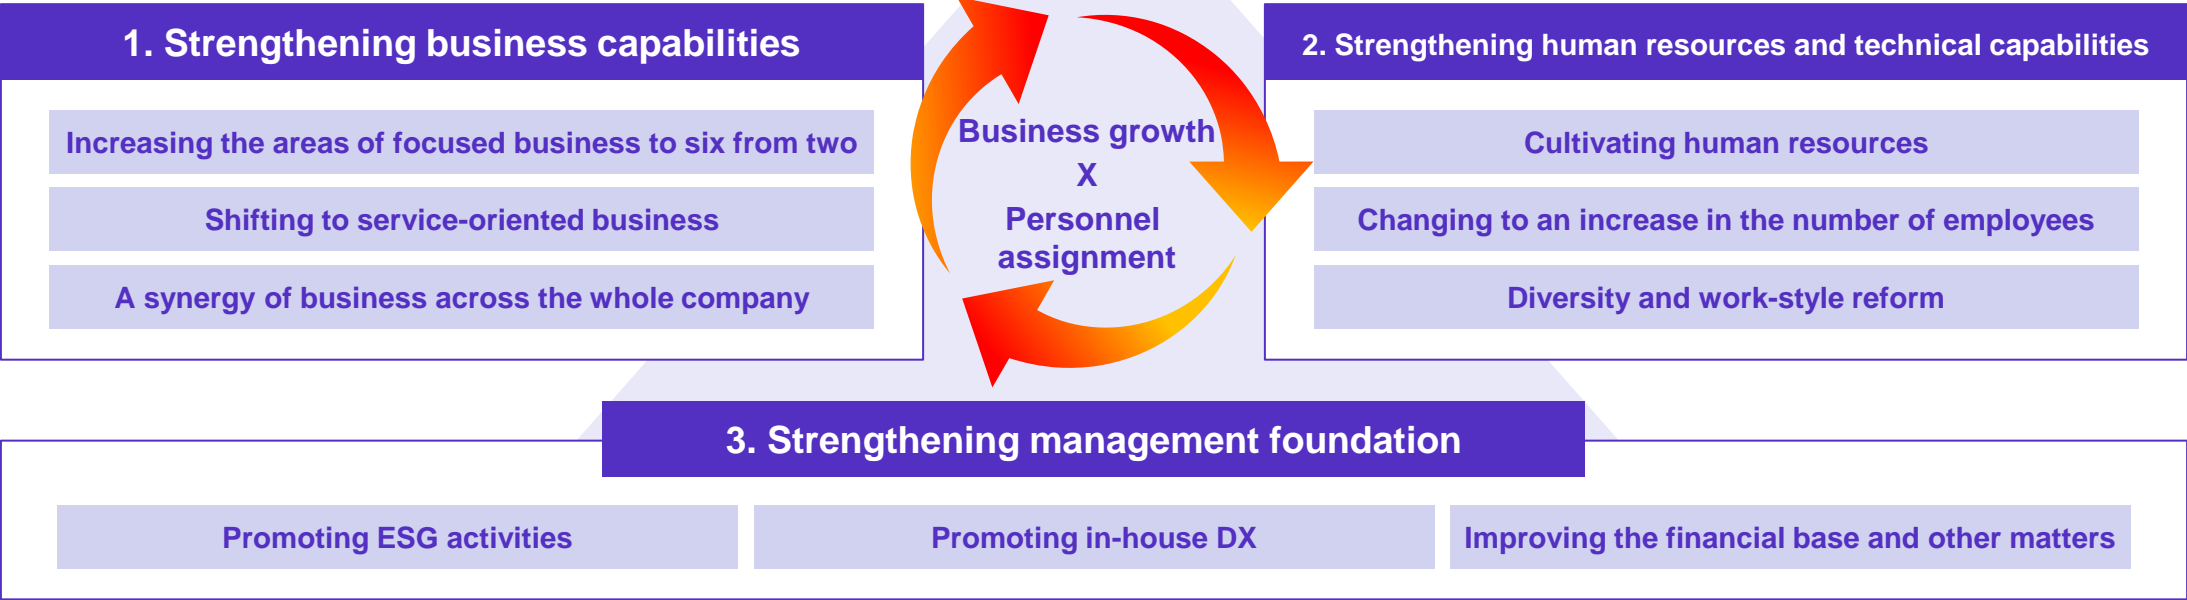 1. Strengthening business capabilities
Increasing the areas of focused business to six from two
Shifting to service-oriented business
A synergy of business across the whole company
Business growth
X
Personnel
assignment
2. Strengthening human resources and technical capabilities
Cultivating human resources
Changing to an increase in the number of employees
Diversity and work-style reform
3. Strengthening management foundation
Promoting ESG activities
Promoting in-house DX
Improving the financial base and other matters